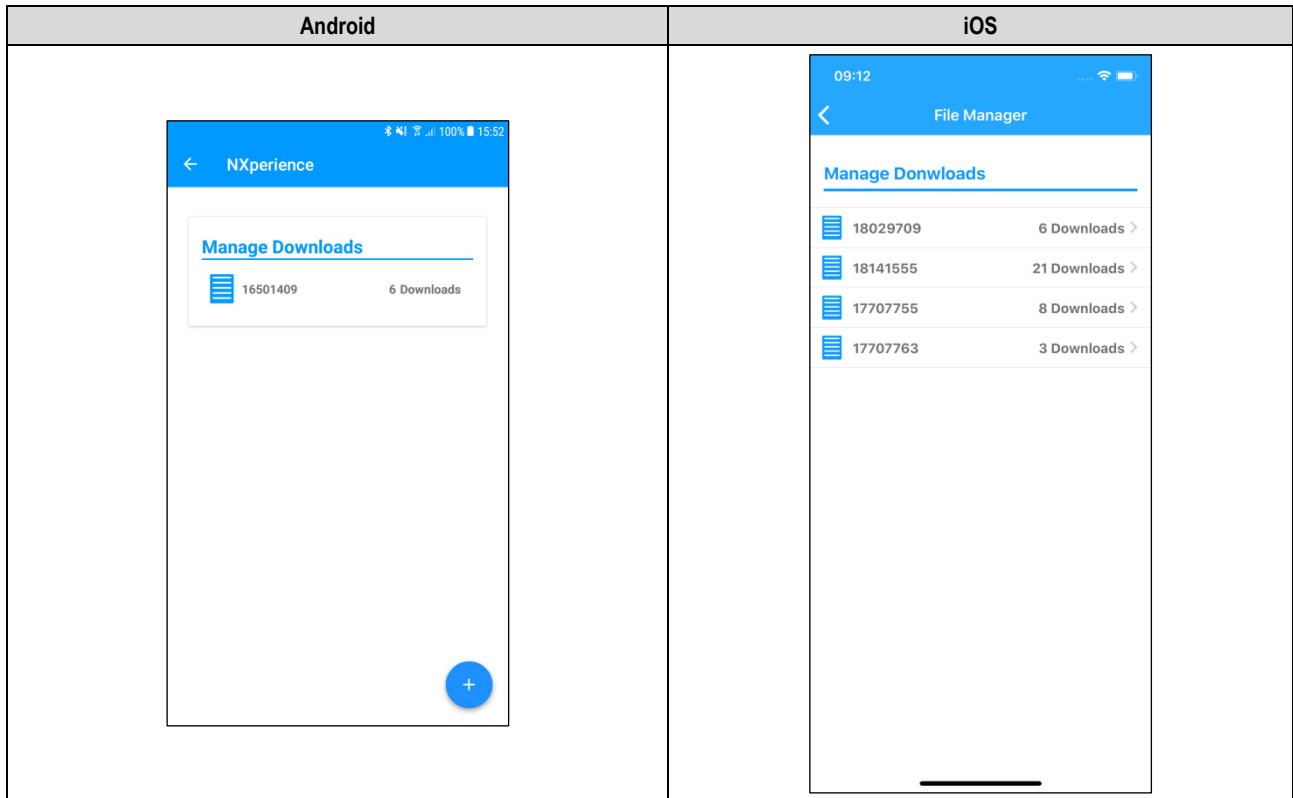 Android
iOS
100% 15:52
NXperience
Manage Downloads
16501409 6 Downloads
+
09:12
File Manager
Manage Donwloads
18029709 6 Downloads
18141555 21 Downloads
17707755 8 Downloads
17707763 3 Downloads